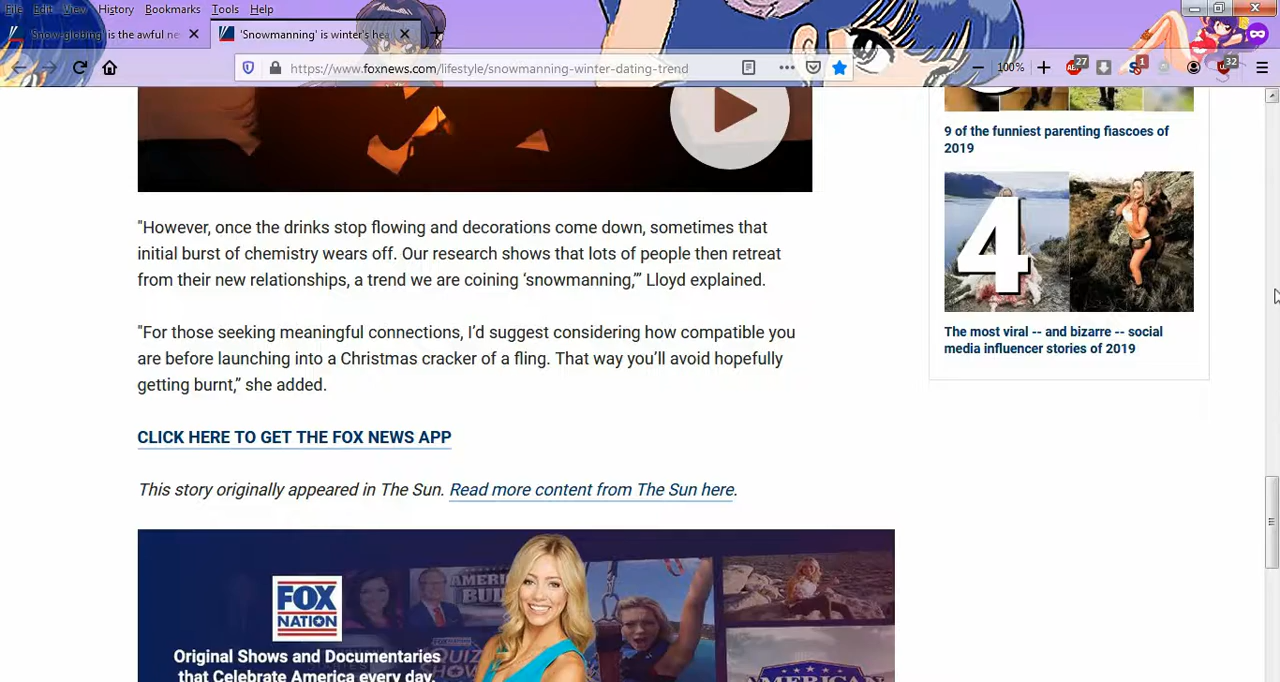 File Edit View History Bookmarks Tools Help
'Snow-globing' is the awful ne
'Snowmanning' is winter's he
https://www.foxnews.com/lifestyle/snowmanning-winter-dating-trend
100%
27
1
32
9 of the funniest parenting fiascoes of
2019
"However, once the drinks stop flowing and decorations come down, sometimes that
initial burst of chemistry wears off. Our research shows that lots of people then retreat
from their new relationships, a trend we are coining ‘snowmanning,’” Lloyd explained.
4
The most viral -- and bizarre -- social
media influencer stories of 2019
"For those seeking meaningful connections, I’d suggest considering how compatible you
are before launching into a Christmas cracker of a fling. That way you’ll avoid hopefully
getting burnt,” she added.
CLICK HERE TO GET THE FOX NEWS APP
This story originally appeared in The Sun. Read more content from The Sun here.
FOX
NATION
Original Shows and Documentaries
that Celebrate America every day.
QUIZ
SHOW
AMERICAN